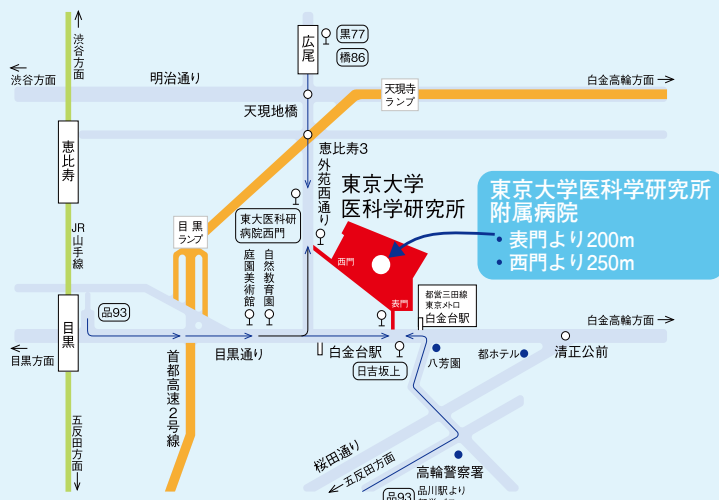 渋谷方面
渋谷方面
明治通り
広尾
黒77
橋86
天現寺
ランプ
白金高輪方面
天現地橋
恵比寿
恵比寿3
外苑西通り
東京大学
医科学研究所
東京大学医科学研究所
附属病院
・表門より200m
・西門より250m
JR山手線
目黒
ランプ
東大医科研
病院西門
庭園美術館
自然教育園
西門
表門
都営三田線
東京メトロ
白金台駅
品93
目黒
目黒方面
首都高速2号線
目黒通り
白金台駅
日吉坂上
八芳園
都ホテル
清正公前
白金高輪方面
五反田方面
桜田通り
五反田方面
高輪警察署
品93
品川駅より